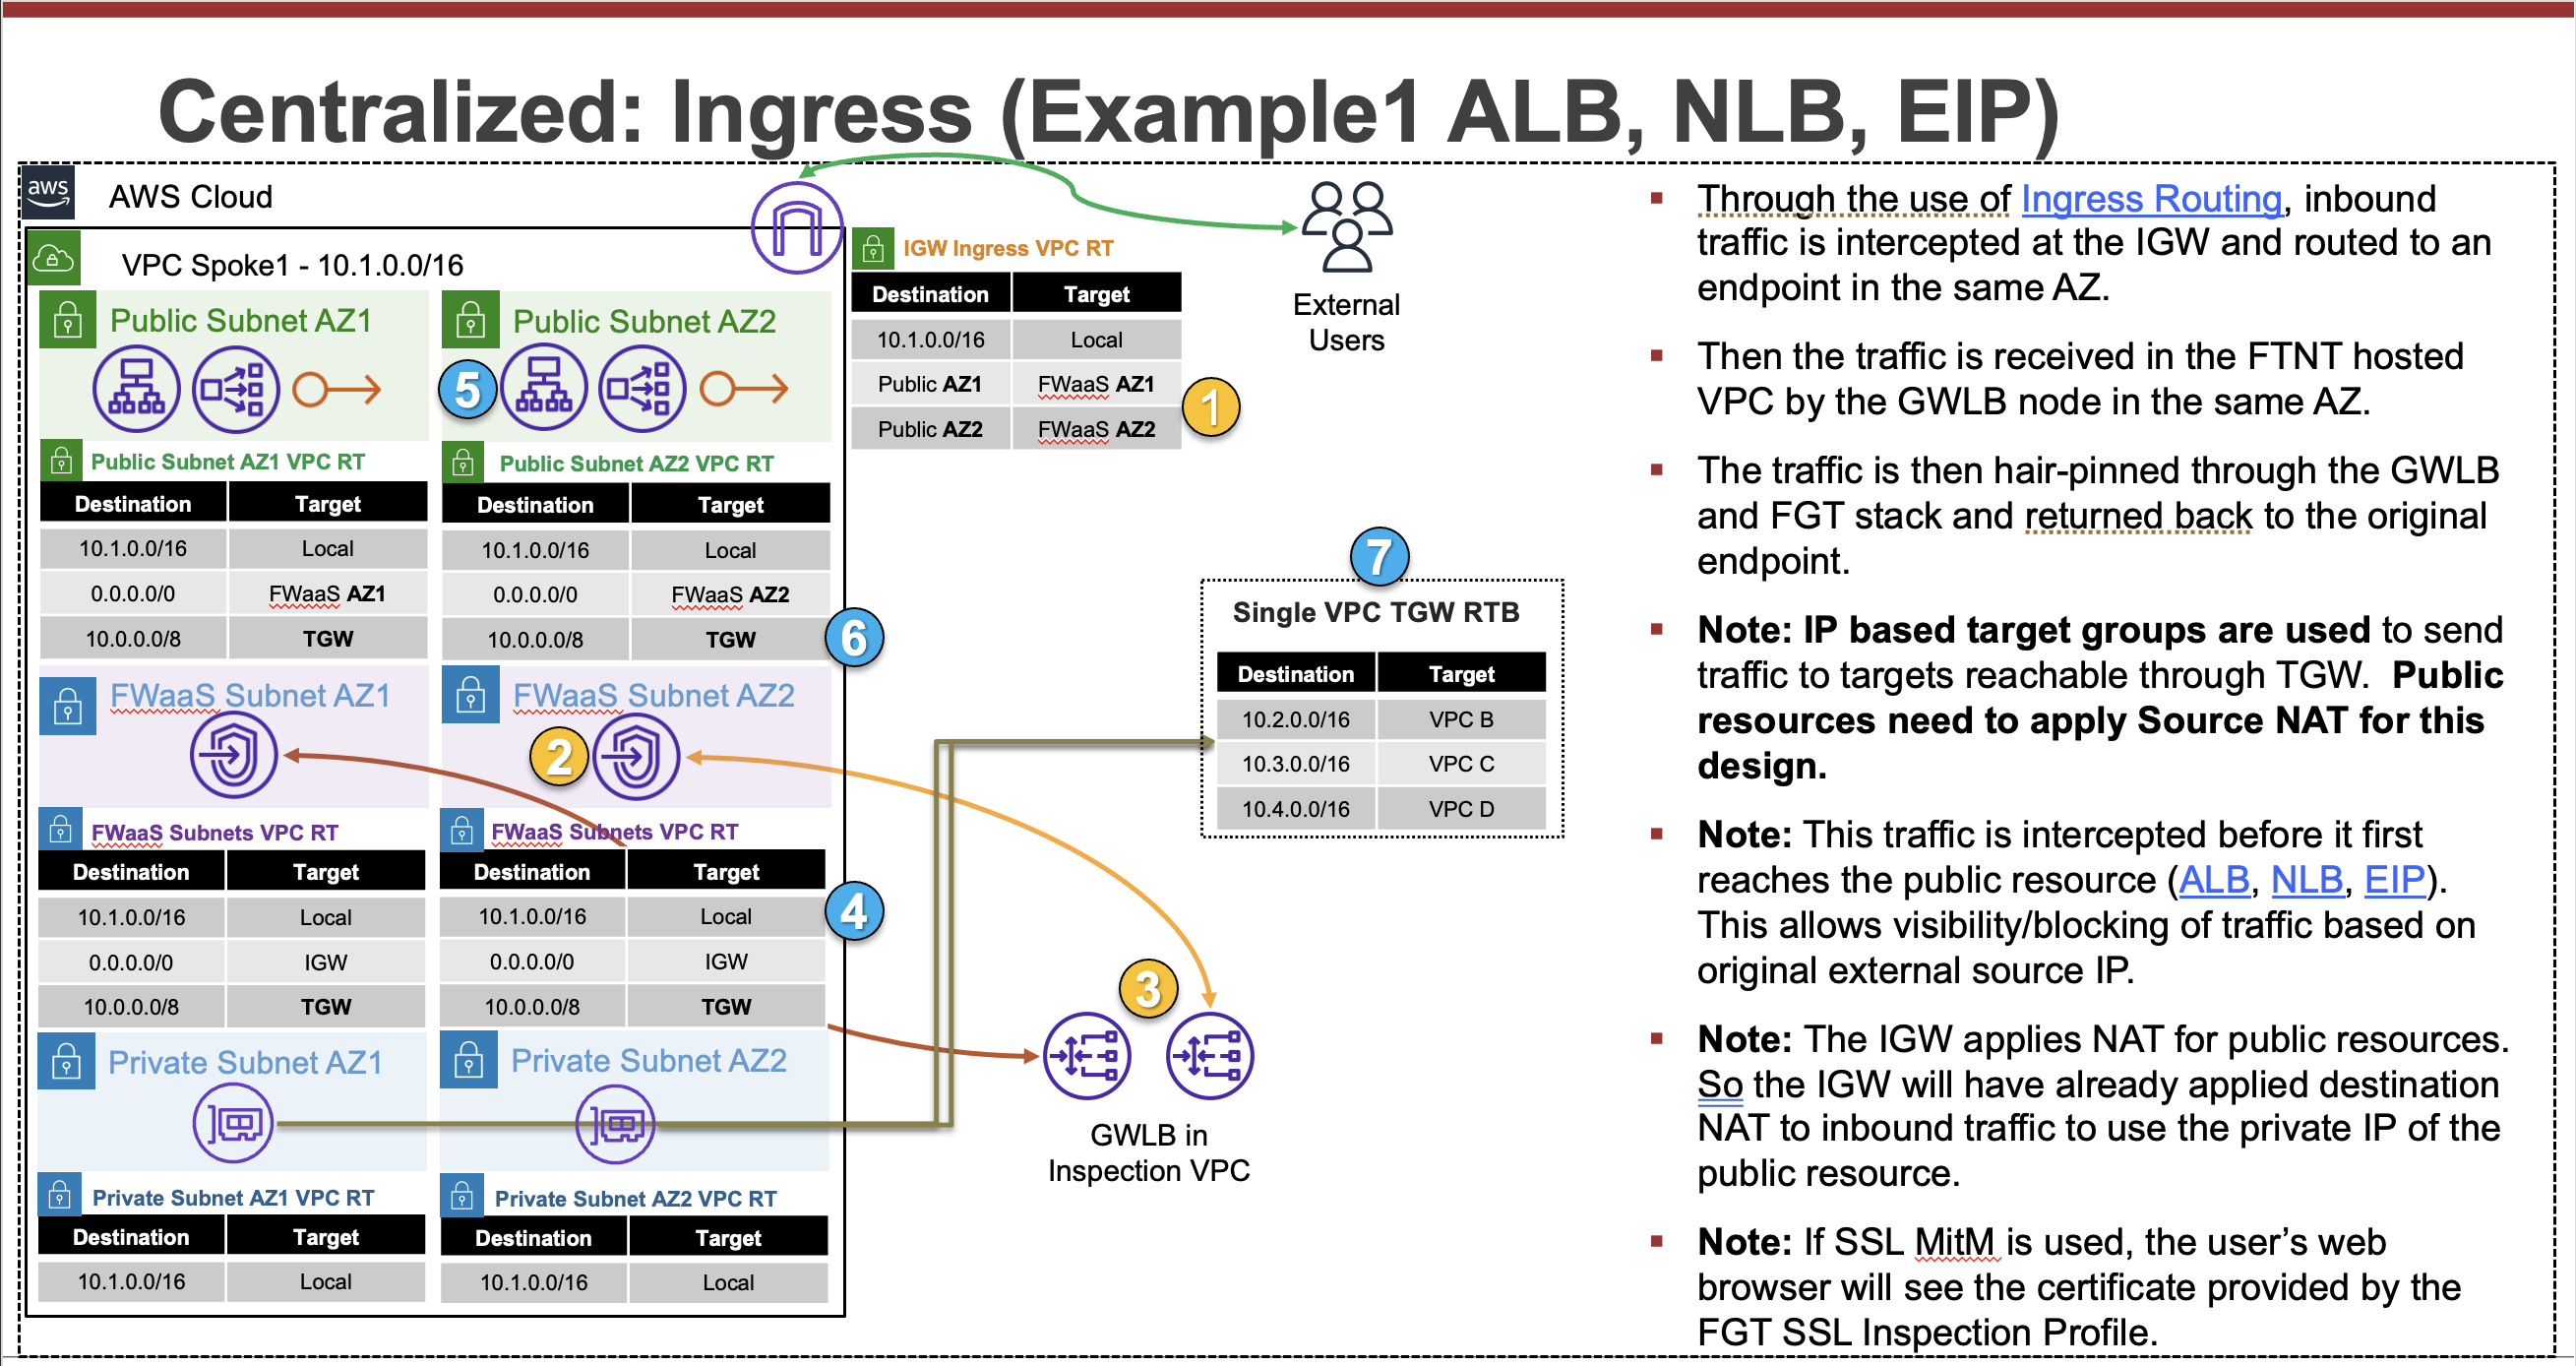 Centralized: Ingress (Example1 ALB, NLB, EIP)
aws
AWS Cloud
VPC Spoke1 - 10.1.0.0/16
Public Subnet AZ1
Public Subnet AZ2
5
Public Subnet AZ1 VPC RT
Destination Target
10.1.0.0/16 Local
0.0.0.0/0 FWaaS AZ1
10.0.0.0/8 TGW
Public Subnet AZ2 VPC RT
Destination Target
10.1.0.0/16 Local
0.0.0.0/0 FWaaS AZ2
10.0.0.0/8 TGW
6
FWaaS Subnet AZ1
FWaaS Subnet AZ2
2
FWaaS Subnets VPC RT
Destination Target
10.1.0.0/16 Local
0.0.0.0/0 IGW
10.0.0.0/8 TGW
FWaaS Subnets VPC RT
Destination Target
10.1.0.0/16 Local
0.0.0.0/0 IGW
10.0.0.0/8 TGW
4
Private Subnet AZ1
Private Subnet AZ2
Private Subnet AZ1 VPC RT
Destination Target
10.1.0.0/16 Local
Private Subnet AZ2 VPC RT
Destination Target
10.1.0.0/16 Local
IGW Ingress VPC RT
Destination Target
10.1.0.0/16 Local
Public AZ1 FWaaS AZ1
Public AZ2 FWaaS AZ2
1
External
Users
7
Single VPC TGW RTB
Destination Target
10.2.0.0/16 VPC B
10.3.0.0/16 VPC C
10.4.0.0/16 VPC D
3
GWLB in
Inspection VPC
▪ Through the use of Ingress Routing, inbound
traffic is intercepted at the IGW and routed to an
endpoint in the same AZ.
▪ Then the traffic is received in the FTNT hosted
VPC by the GWLB node in the same AZ.
▪ The traffic is then hair-pinned through the GWLB
and FGT stack and returned back to the original
endpoint.
▪ Note: IP based target groups are used to send
traffic to targets reachable through TGW. Public
resources need to apply Source NAT for this
design.
▪ Note: This traffic is intercepted before it first
reaches the public resource (ALB, NLB, EIP).
This allows visibility/blocking of traffic based on
original external source IP.
▪ Note: The IGW applies NAT for public resources.
So the IGW will have already applied destination
NAT to inbound traffic to use the private IP of the
public resource.
▪ Note: If SSL MitM is used, the user’s web
browser will see the certificate provided by the
FGT SSL Inspection Profile.